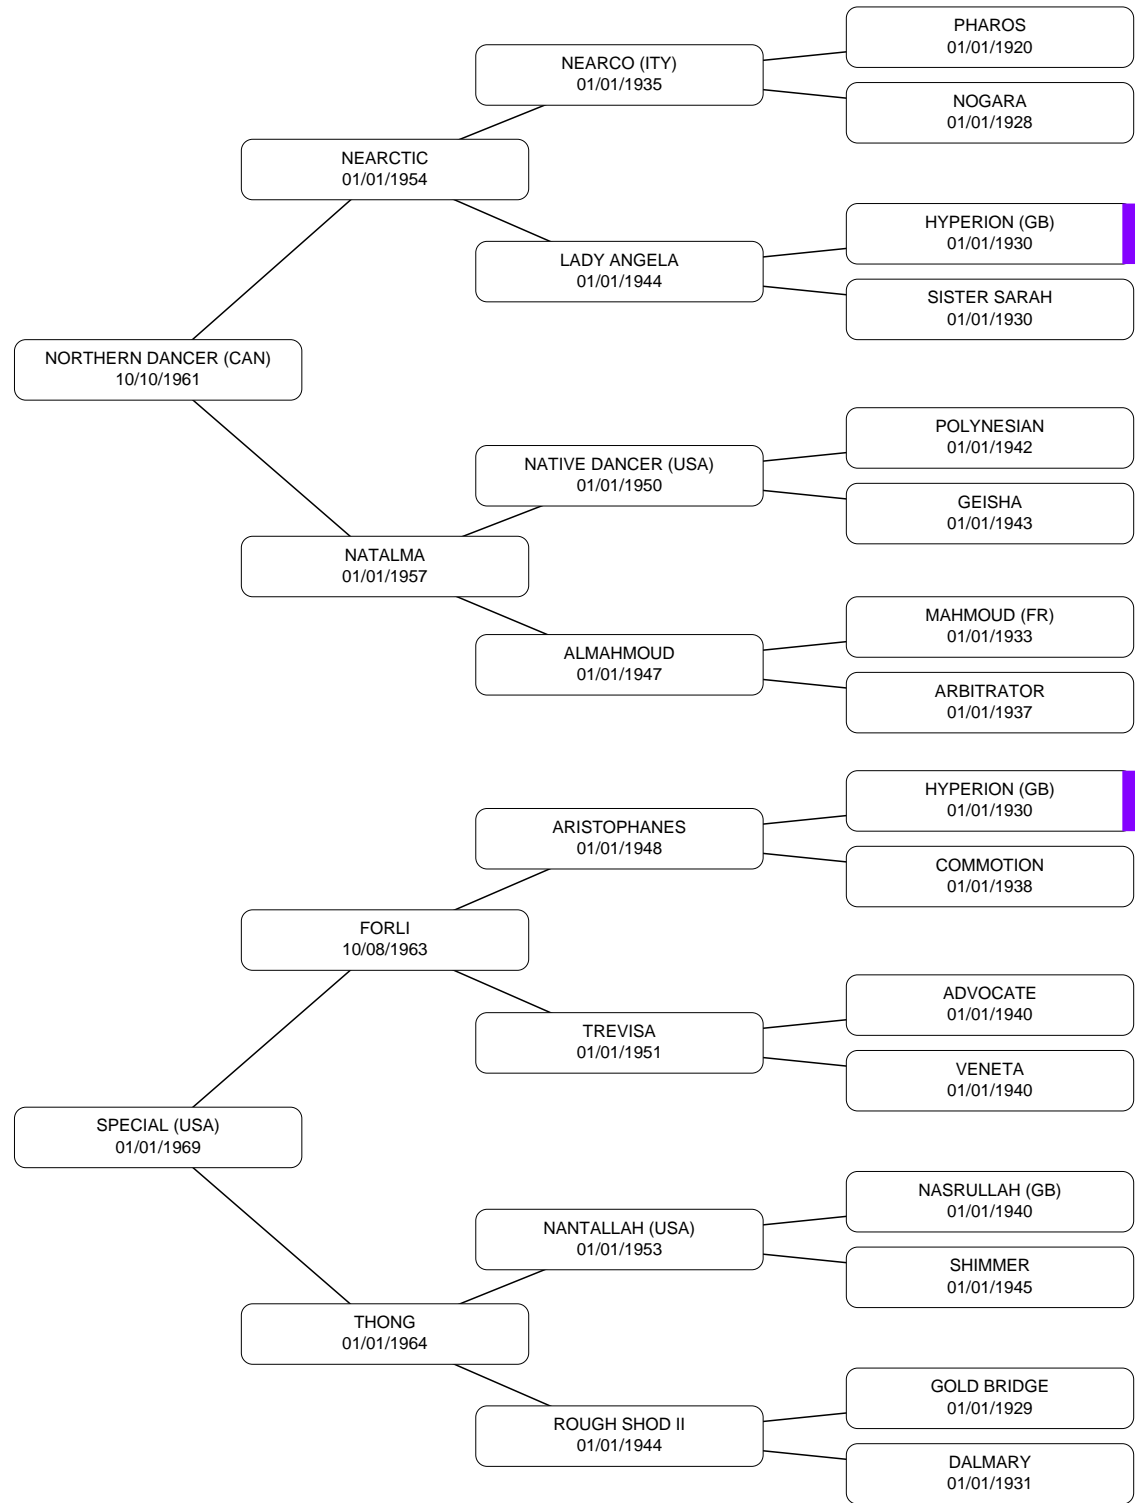 PHAROS
01/01/1920
NEARCO (ITY)
01/01/1935
NOGARA
01/01/1928
NEARCTIC
01/01/1954
HYPERION (GB)
01/01/1930
LADY ANGELA
01/01/1944
SISTER SARAH
01/01/1930
NORTHERN DANCER (CAN)
10/10/1961
POLYNESIAN
01/01/1942
NATIVE DANCER (USA)
01/01/1950
GEISHA
01/01/1943
NATALMA
01/01/1957
MAHMOUD (FR)
01/01/1933
ALMAHMOUD
01/01/1947
ARBITRATOR
01/01/1937
HYPERION (GB)
01/01/1930
ARISTOPHANES
01/01/1948
COMMOTION
01/01/1938
FORLI
10/08/1963
ADVOCATE
01/01/1940
TREVISA
01/01/1951
VENETA
01/01/1940
SPECIAL (USA)
01/01/1969
NASRULLAH (GB)
01/01/1940
NANTALLAH (USA)
01/01/1953
SHIMMER
01/01/1945
THONG
01/01/1964
GOLD BRIDGE
01/01/1929
ROUGH SHOD II
01/01/1944
DALMARY
01/01/1931